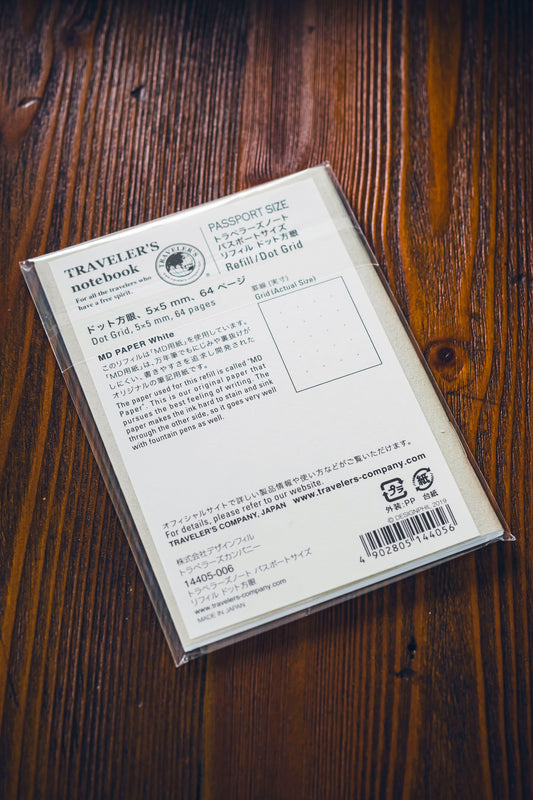 TRAVELER'S
notebook
For all the travelers who
have a free spirit.
TRAVELER'S
PASSPORT SIZE
トラベラーズノート
パスポートサイズ
リフィル ドット方眼
Refill/Dot Grid
ドット方眼、5×5 mm、64 ページ
Dot Grid, 5×5 mm, 64 pages
罫線 (実寸)
Grid (Actual Size)
MD PAPER White
このリフィルは「MD用紙」を使用しています。
「MD用紙」は、万年筆でもにじみや裏抜けが
しにくい、書きやすさを追求し開発された
オリジナルの筆記用紙です。
The paper used for this refill is called "MD
Paper". This is our original paper that
pursues the best feeling of writing. The
paper makes the ink hard to stain and sink
through the other side, so it goes very well
with fountain pens as well.
オフィシャルサイトで詳しい製品情報や使い方などがご覧いただけます。
For details, please refer to our website.
TRAVELER'S COMPANY, JAPAN www.travelers-company.com
株式会社デザインフィル
トラベラーズカンパニー
14405-006
トラベラーズノート パスポートサイズ
リフィル ドット方眼
www.travelers-company.com
MADE IN JAPAN
プラ
紙
外装:PP 台紙
© DESIGNPHIL 2019
4 902805 144056